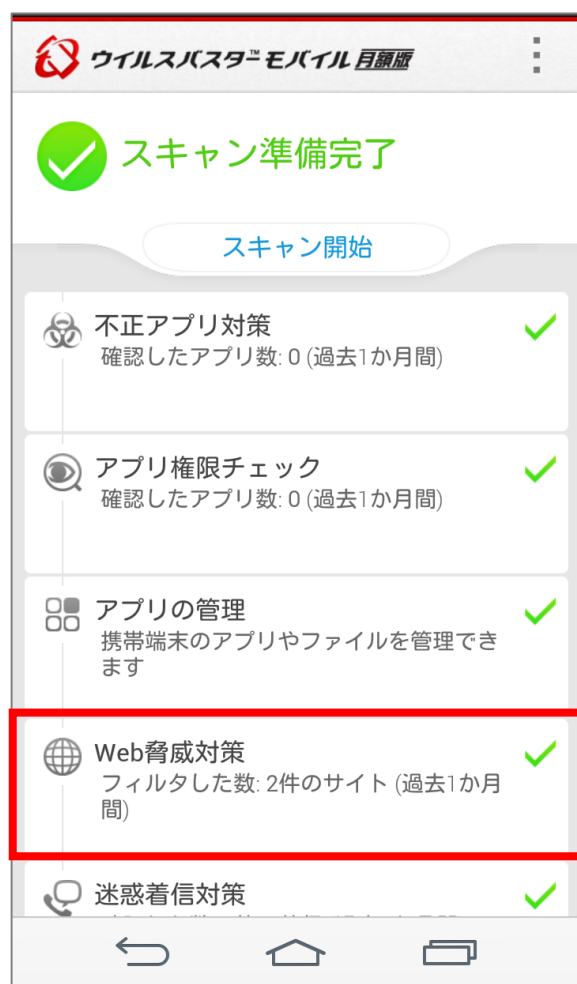 ウイルスバスター™ モバイル 月額版
スキャン準備完了
スキャン開始
不正アプリ対策
確認したアプリ数: 0 (過去1か月間)
アプリ権限チェック
確認したアプリ数: 0 (過去1か月間)
アプリの管理
携帯端末のアプリやファイルを管理でき
ます
Web脅威対策
フィルタした数: 2件のサイト (過去1か月
間)
迷惑着信対策